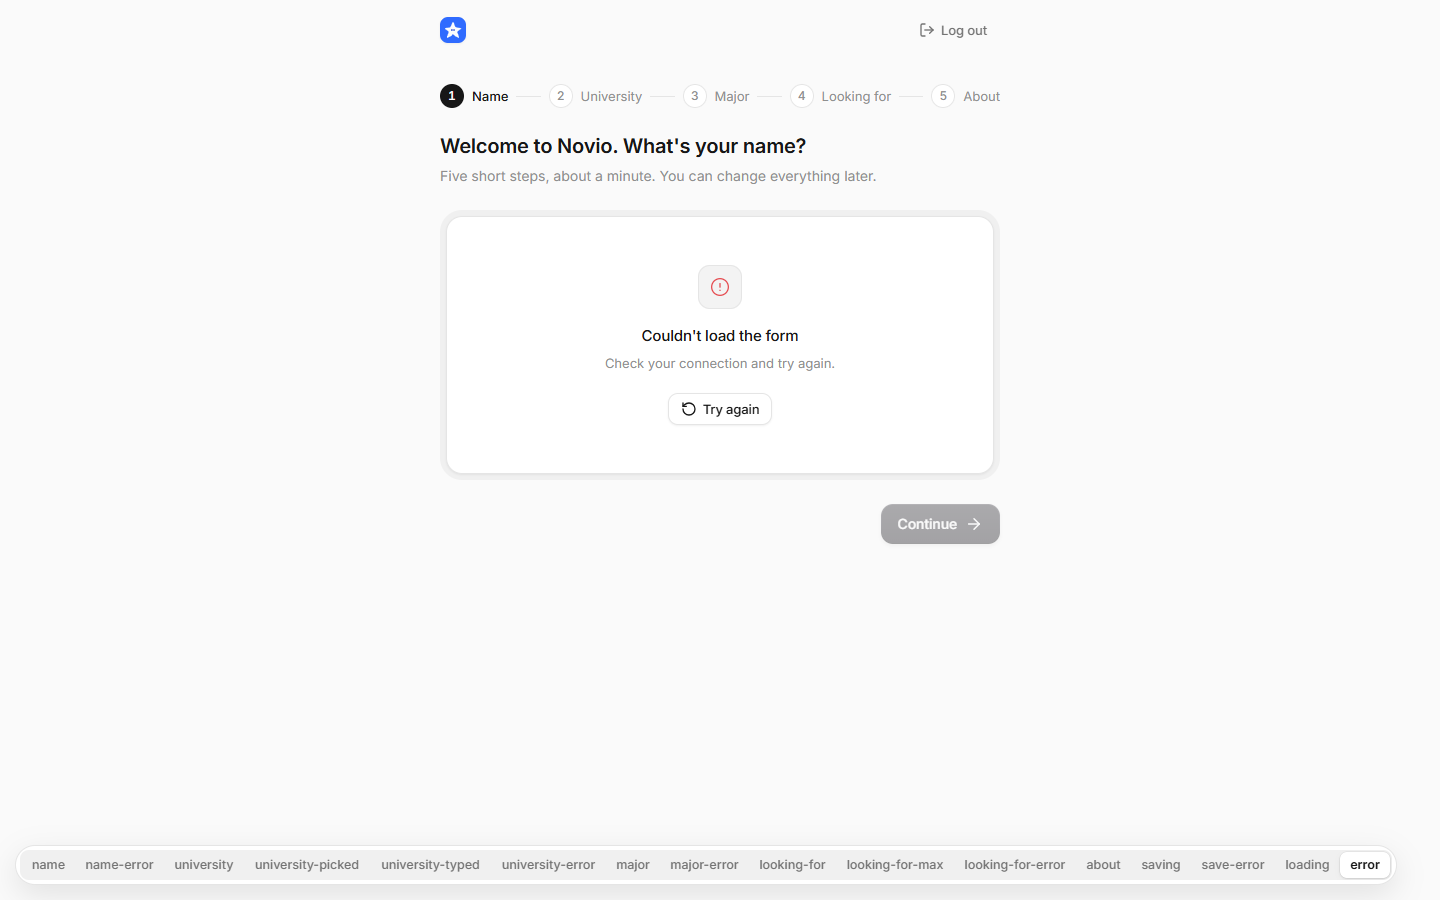 Log out
1 Name 2 University 3 Major 4 Looking for 5 About
Welcome to Novio. What's your name?
Five short steps, about a minute. You can change everything later.
Couldn't load the form
Check your connection and try again.
Try again
Continue
name name-error university university-picked university-typed university-error major major-error looking-for looking-for-max looking-for-error about saving save-error loading error